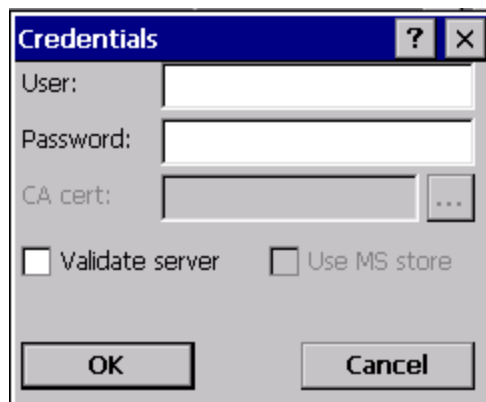 Credentials ? ×
User:
Password:
CA cert: ...
Validate server Use MS store
OK Cancel